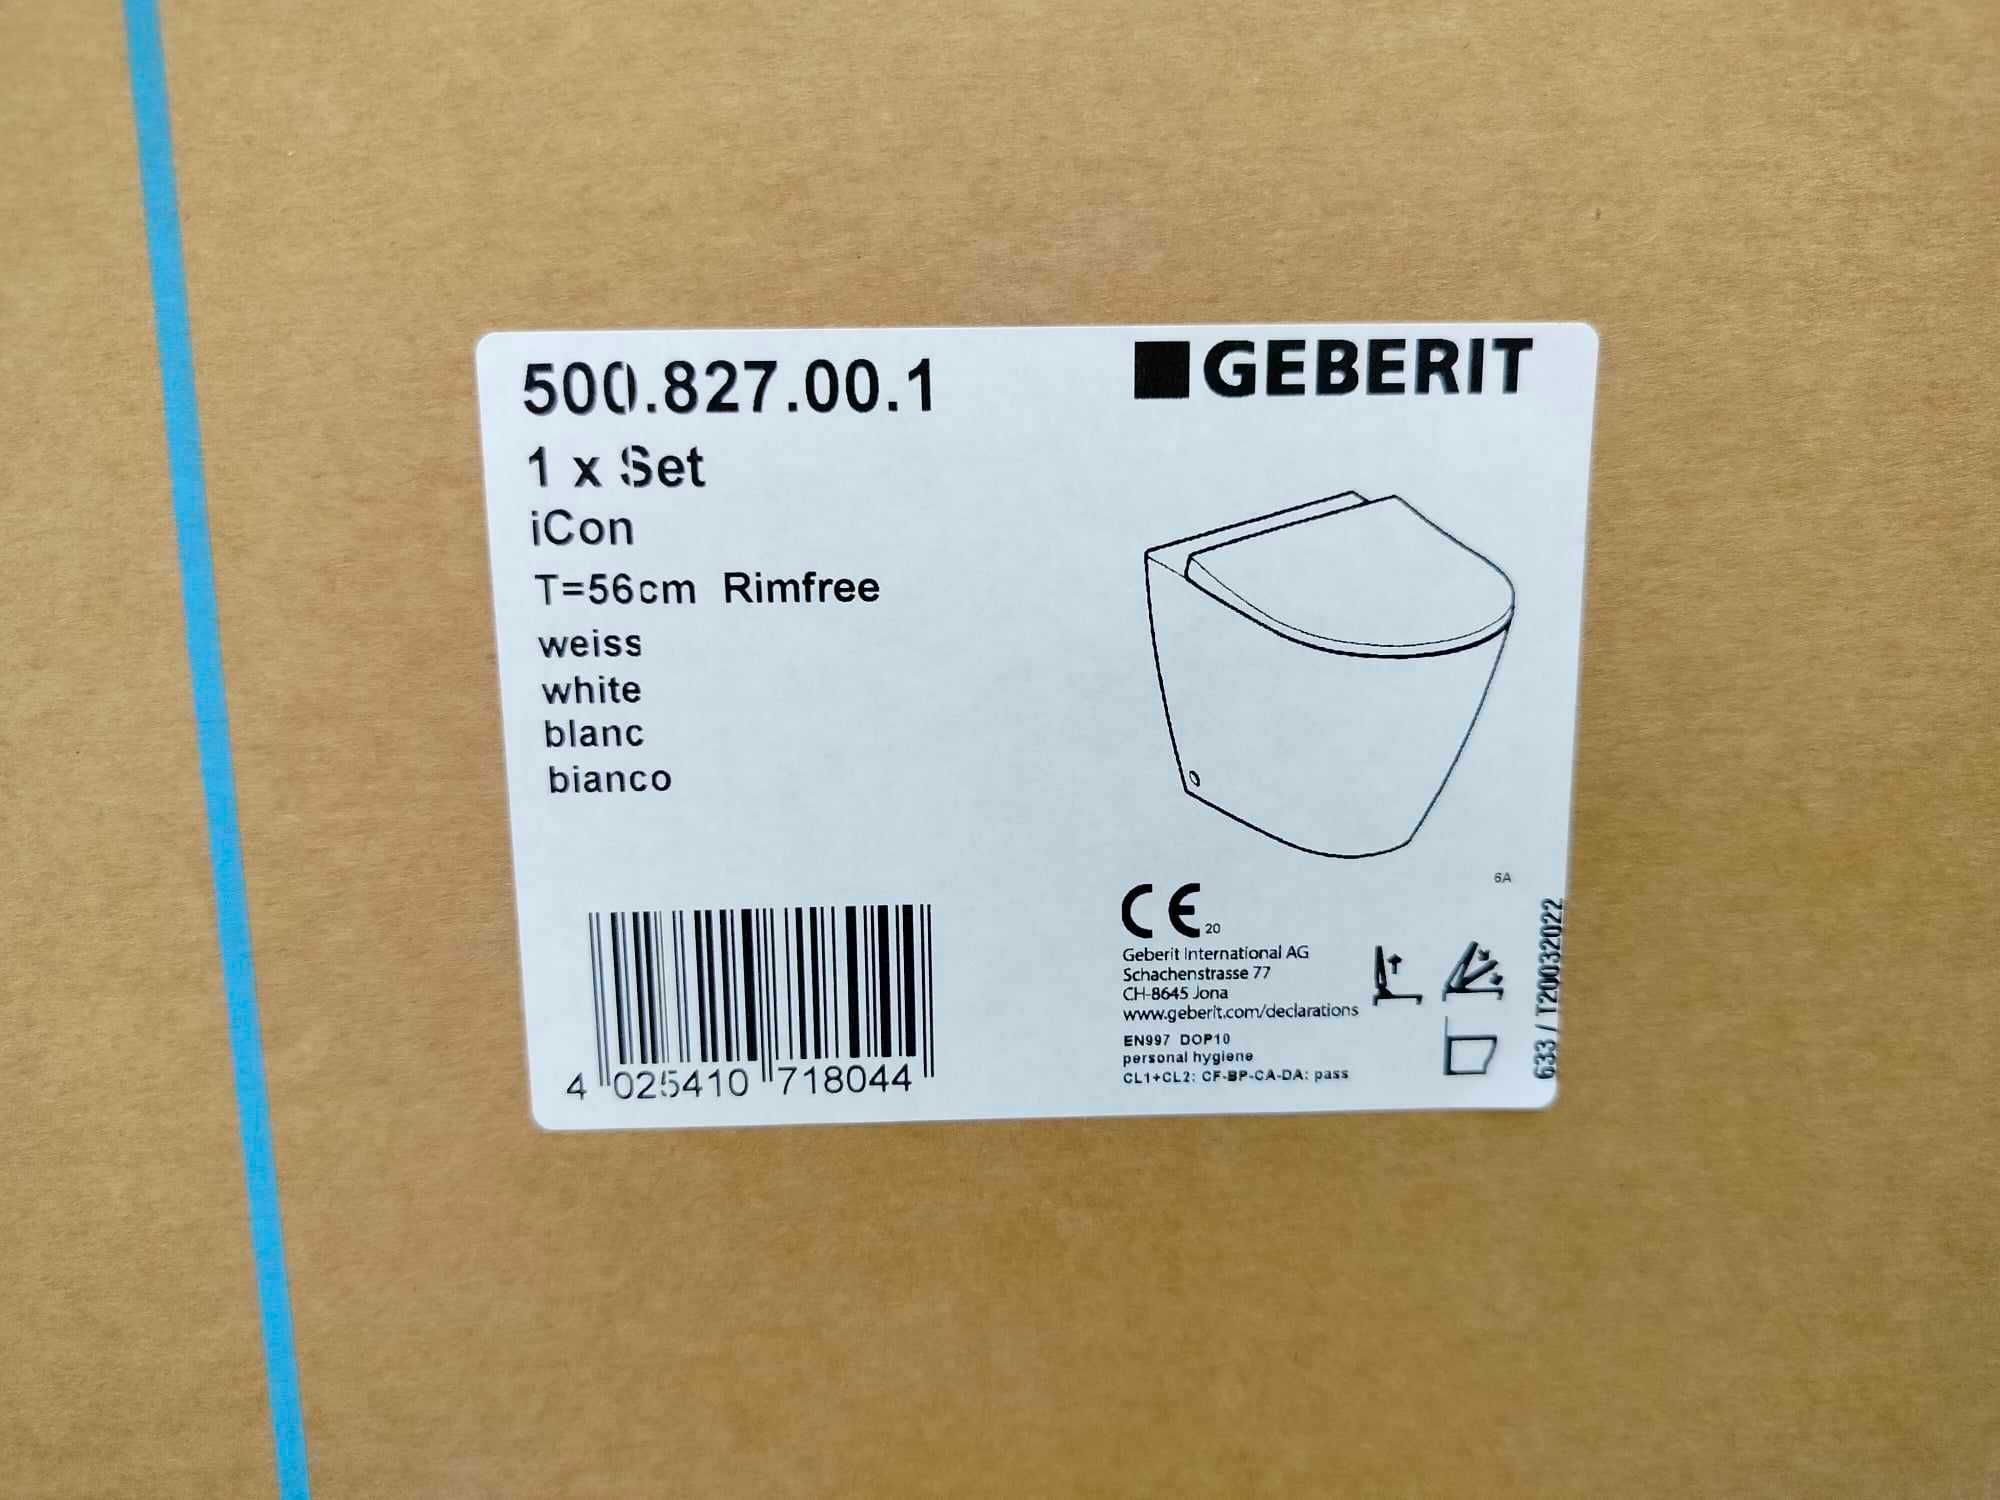 500.827.00.1
GEBERIT
1 x Set
iCon
T=56cm Rimfree
weiss
white
blanc
bianco
4 025410 718044
6A
CE 20
Geberit International AG
Schachenstrasse 77
CH-8645 Jona
www.geberit.com/declarations
EN997 DOP10
personal hygiene
CL1+CL2: CF-BP-CA-DA: pass
633 / T20032022